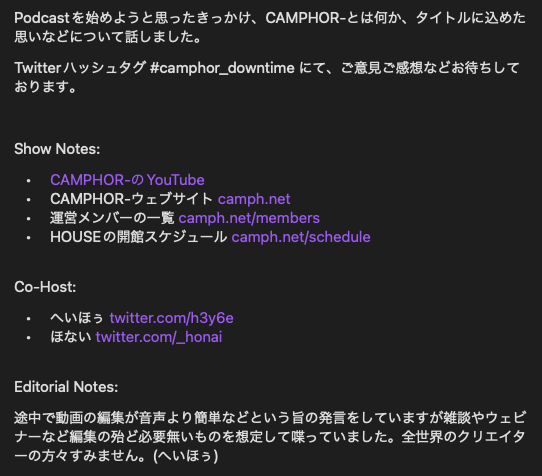 Podcastを始めようと思ったきっかけ、CAMPHOR-とは何か、タイトルに込めた
思いなどについて話しました。
Twitterハッシュタグ #camphor_downtime にて、ご意見ご感想などお待ちして
おります。
Show Notes:
• CAMPHOR-のYouTube
• CAMPHOR-ウェブサイト camph.net
• 運営メンバーの一覧 camph.net/members
• HOUSEの開館スケジュール camph.net/schedule
Co-Host:
• へいほぅ twitter.com/h3y6e
• ほない twitter.com/_honai
Editorial Notes:
途中で動画の編集が音声より簡単などという旨の発言をしていますが雑談やウェビ
ナーなど編集の殆ど必要無いものを想定して喋っていました。全世界のクリエイタ
ーの方々すみません。(へいほぅ)